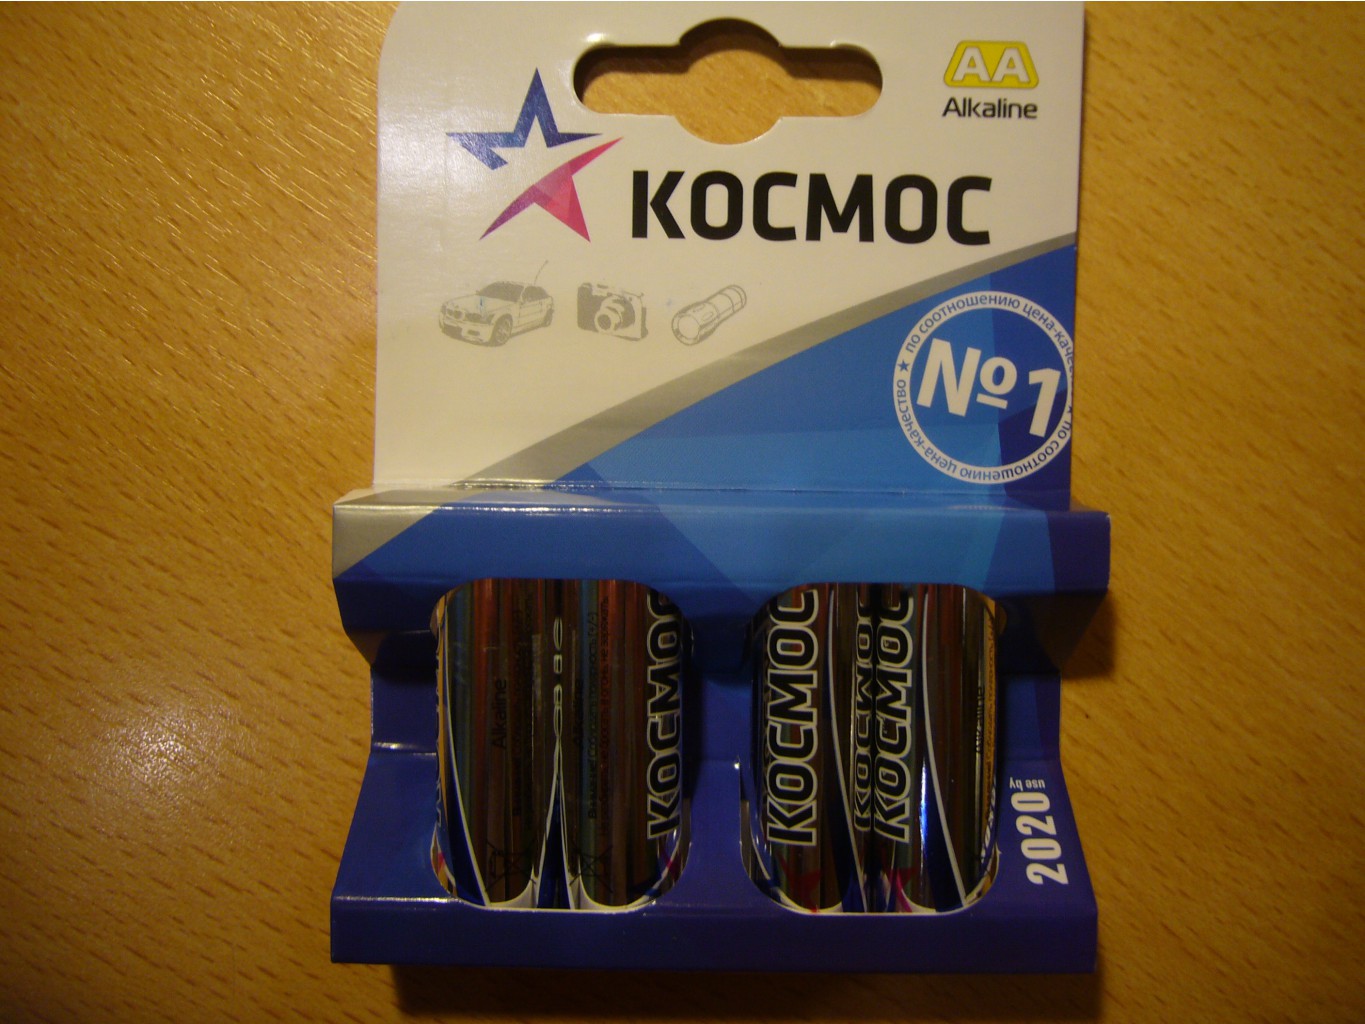 AA
Alkaline
КОСМОС
№1
по соотношению цена-качество ★ по соотношению цена-качество ★
КОСМОС
КОСМОС
КОСМОС
КОСМОС
Alkaline
Alkaline
use by
2020